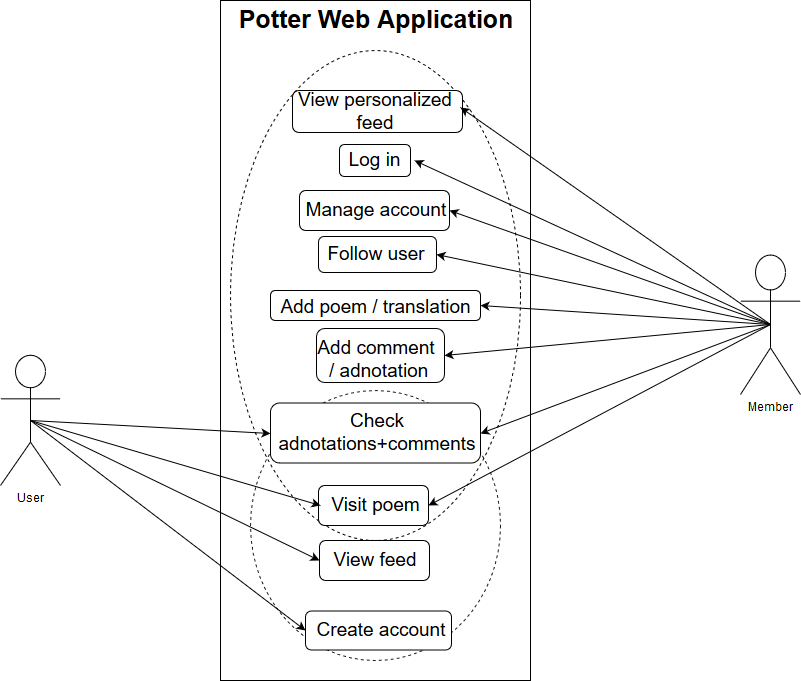 Potter Web Application
View personalized
feed
Log in
Manage account
Follow user
Add poem / translation
Add comment
/ adnotation
Check
adnotations+comments
Visit poem
View feed
Create account
User
Member